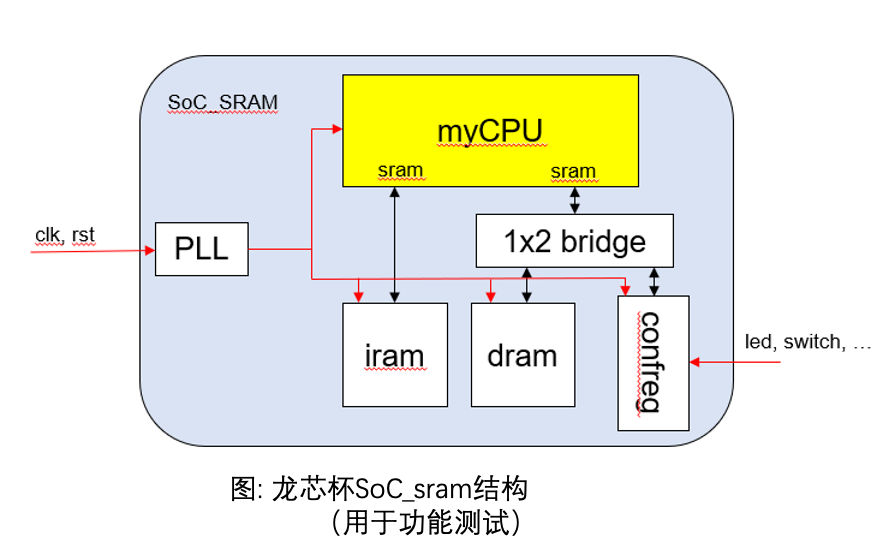 SoC_SRAM
myCPU
sram
sram
clk, rst
PLL
1x2 bridge
iram
dram
confreg
led, switch, …
图: 龙芯杯SoC_sram结构
（用于功能测试）